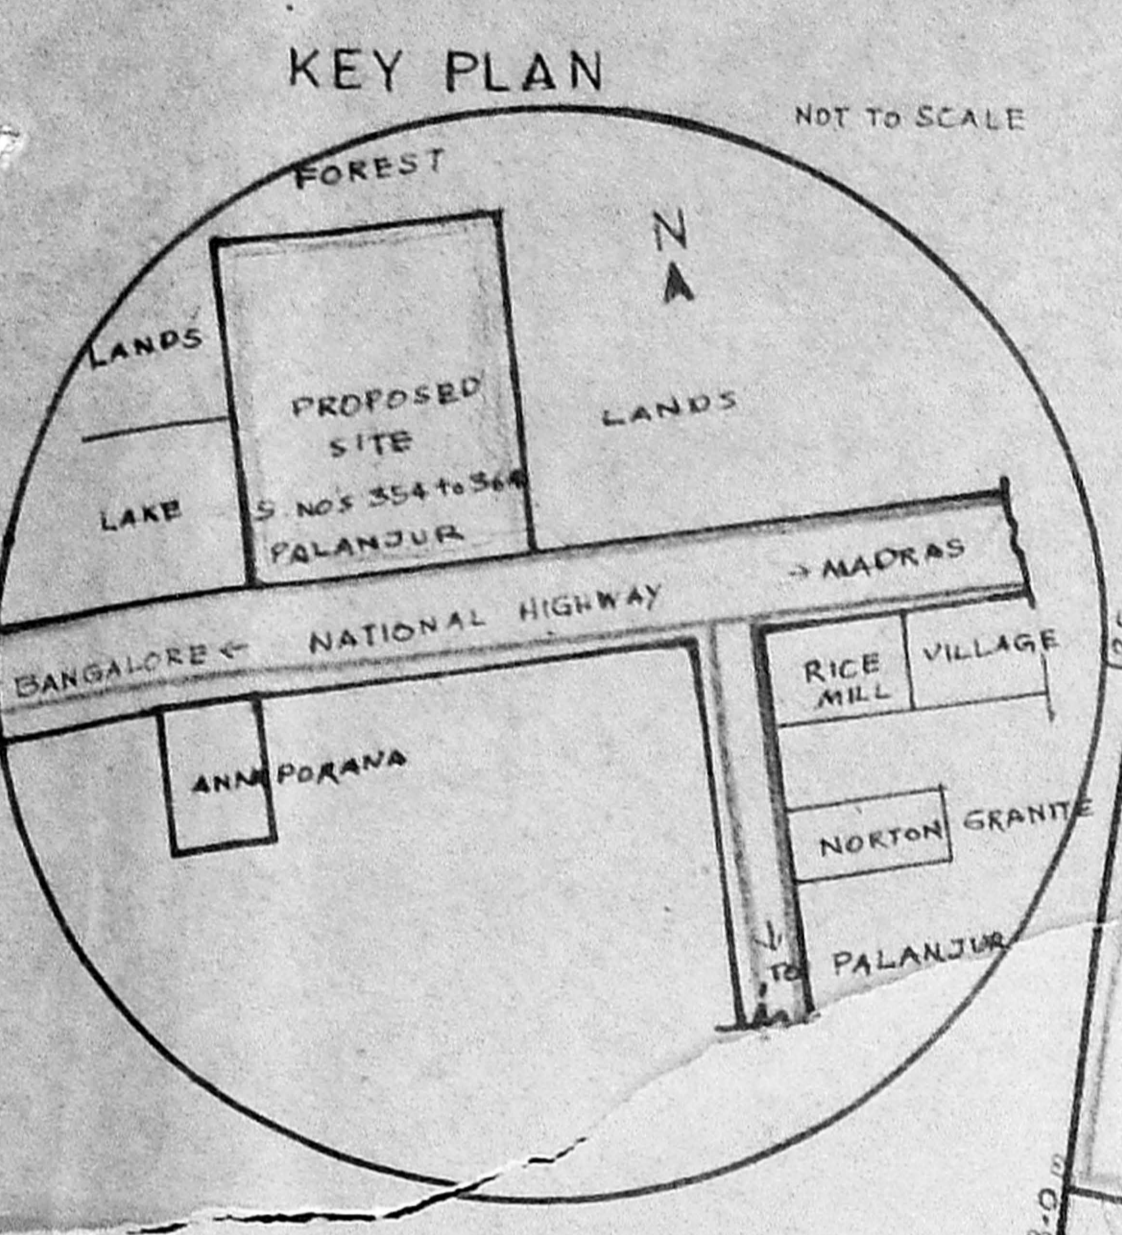 KEY PLAN
NOT TO SCALE
FOREST
N
LANDS
PROPOSED
SITE
LANDS
LAKE
S. NO'S 354 to 364
PALANJUR
→ MADRAS
NATIONAL HIGHWAY
BANGALORE ←
RICE
MILL
VILLAGE
ANNAPORANA
NORTON GRANITE
TO PALANJUR